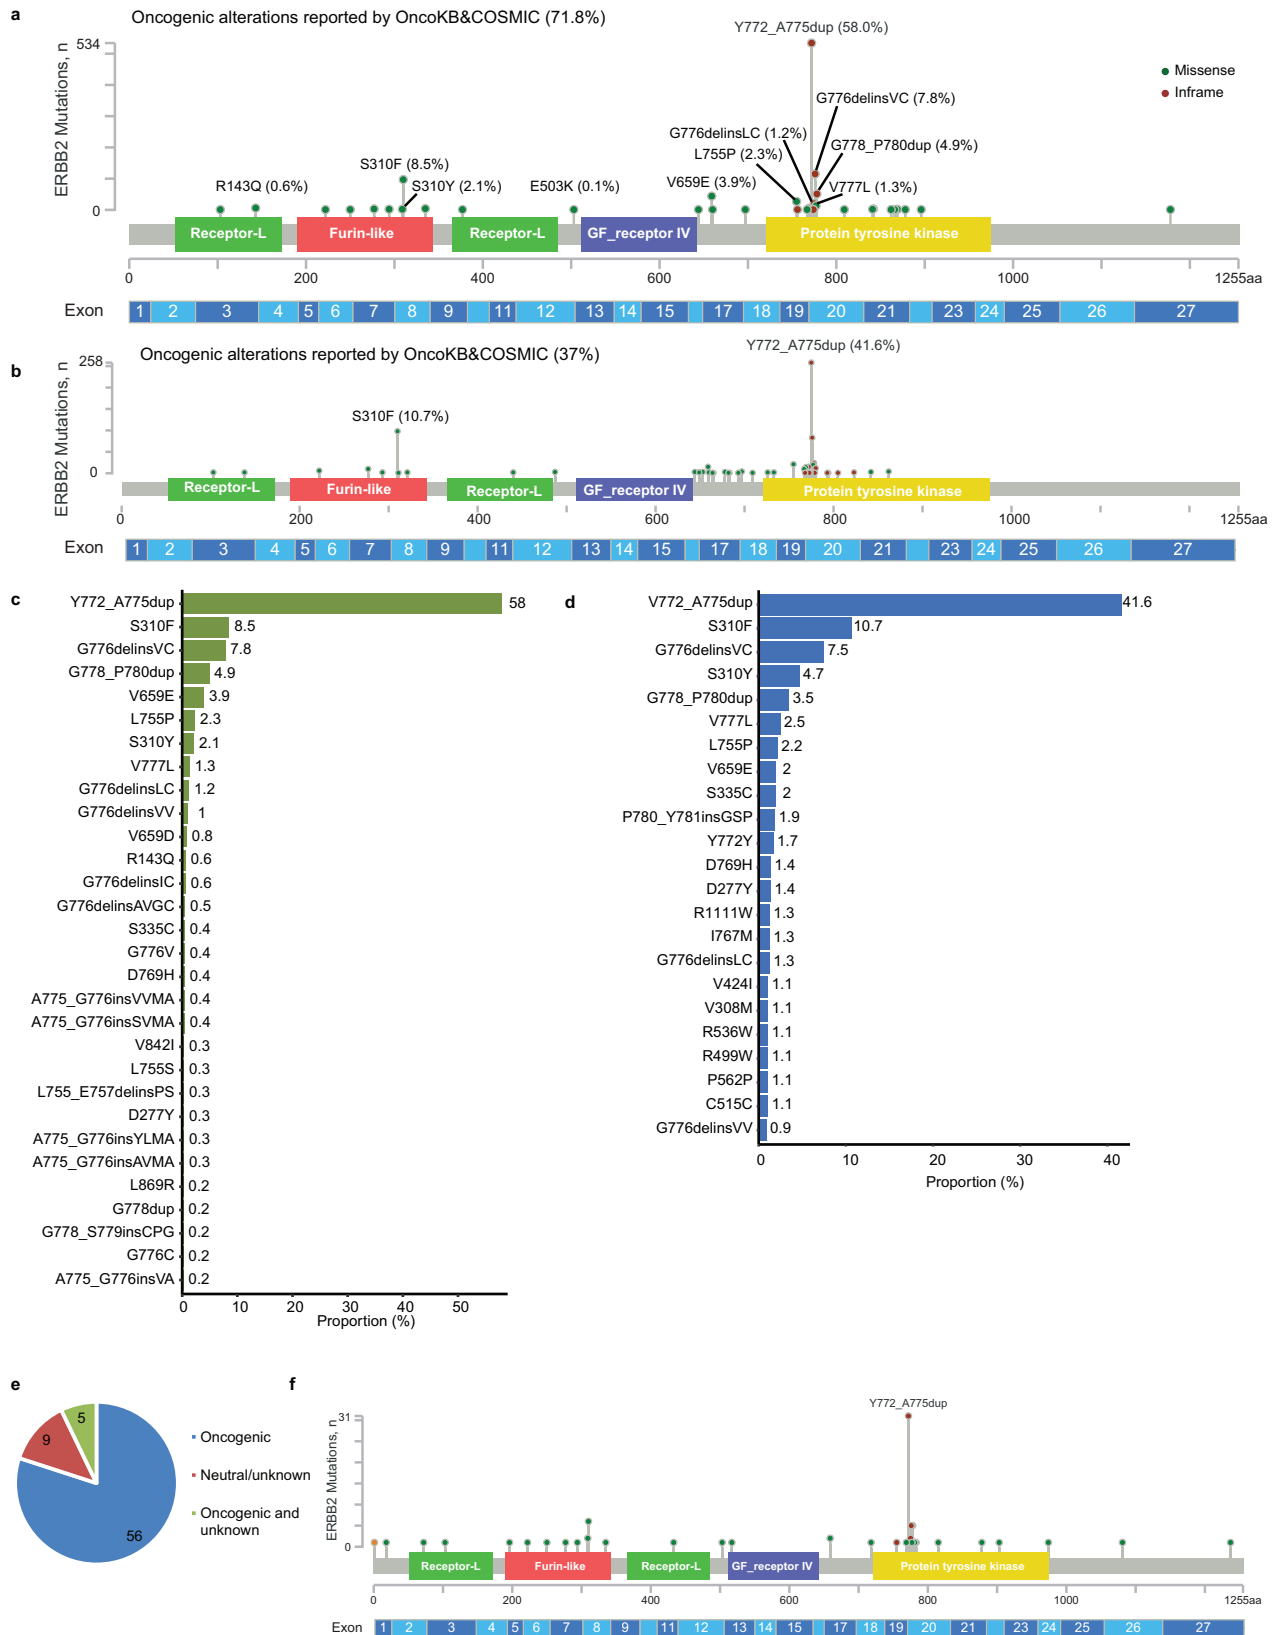 a
Oncogenic alterations reported by OncoKB&COSMIC (71.8%)
ERBB2 Mutations, n
534
0
Y772_A775dup (58.0%)
Missense
Inframe
G776delinsVC (7.8%)
G776delinsLC (1.2%)
G778_P780dup (4.9%)
L755P (2.3%)
S310F (8.5%)
R143Q (0.6%)
S310Y (2.1%)
E503K (0.1%)
V659E (3.9%)
V777L (1.3%)
Receptor-L
Furin-like
Receptor-L
GF_receptor IV
Protein tyrosine kinase
0 200 400 600 800 1000 1255aa
Exon 1 2 3 4 5 6 7 8 9 11 12 13 14 15 17 18 19 20 21 23 24 25 26 27
b
Oncogenic alterations reported by OncoKB&COSMIC (37%)
ERBB2 Mutations, n
258
0
Y772_A775dup (41.6%)
S310F (10.7%)
Receptor-L
Furin-like
Receptor-L
GF_receptor IV
Protein tyrosine kinase
0 200 400 600 800 1000 1255aa
Exon 1 2 3 4 5 6 7 8 9 11 12 13 14 15 17 18 19 20 21 23 24 25 26 27
c
Y772_A775dup 58
S310F 8.5
G776delinsVC 7.8
G778_P780dup 4.9
V659E 3.9
L755P 2.3
S310Y 2.1
V777L 1.3
G776delinsLC 1.2
G776delinsVV 1
V659D 0.8
R143Q 0.6
G776delinsIC 0.6
G776delinsAVGC 0.5
S335C 0.4
G776V 0.4
D769H 0.4
A775_G776insVVMA 0.4
A775_G776insSVMA 0.4
V842I 0.3
L755S 0.3
L755_E757delinsPS 0.3
D277Y 0.3
A775_G776insYLMA 0.3
A775_G776insAVMA 0.3
L869R 0.2
G778dup 0.2
G778_S779insCPG 0.2
G776C 0.2
A775_G776insVA 0.2
0 10 20 30 40 50
Proportion (%)
d
V772_A775dup 41.6
S310F 10.7
G776delinsVC 7.5
S310Y 4.7
G778_P780dup 3.5
V777L 2.5
L755P 2.2
V659E 2
S335C 2
P780_Y781insGSP 1.9
Y772Y 1.7
D769H 1.4
D277Y 1.4
R1111W 1.3
I767M 1.3
G776delinsLC 1.3
V424I 1.1
V308M 1.1
R536W 1.1
R499W 1.1
P562P 1.1
C515C 1.1
G776delinsVV 0.9
0 10 20 30 40
Proportion (%)
e
5
9
56
Oncogenic
Neutral/unknown
Oncogenic and
unknown
f
ERBB2 Mutations, n
31
0
Y772_A775dup
Receptor-L
Furin-like
Receptor-L
GF_receptor IV
Protein tyrosine kinase
0 200 400 600 800 1000 1255aa
Exon 1 2 3 4 5 6 7 8 9 11 12 13 14 15 17 18 19 20 21 23 24 25 26 27